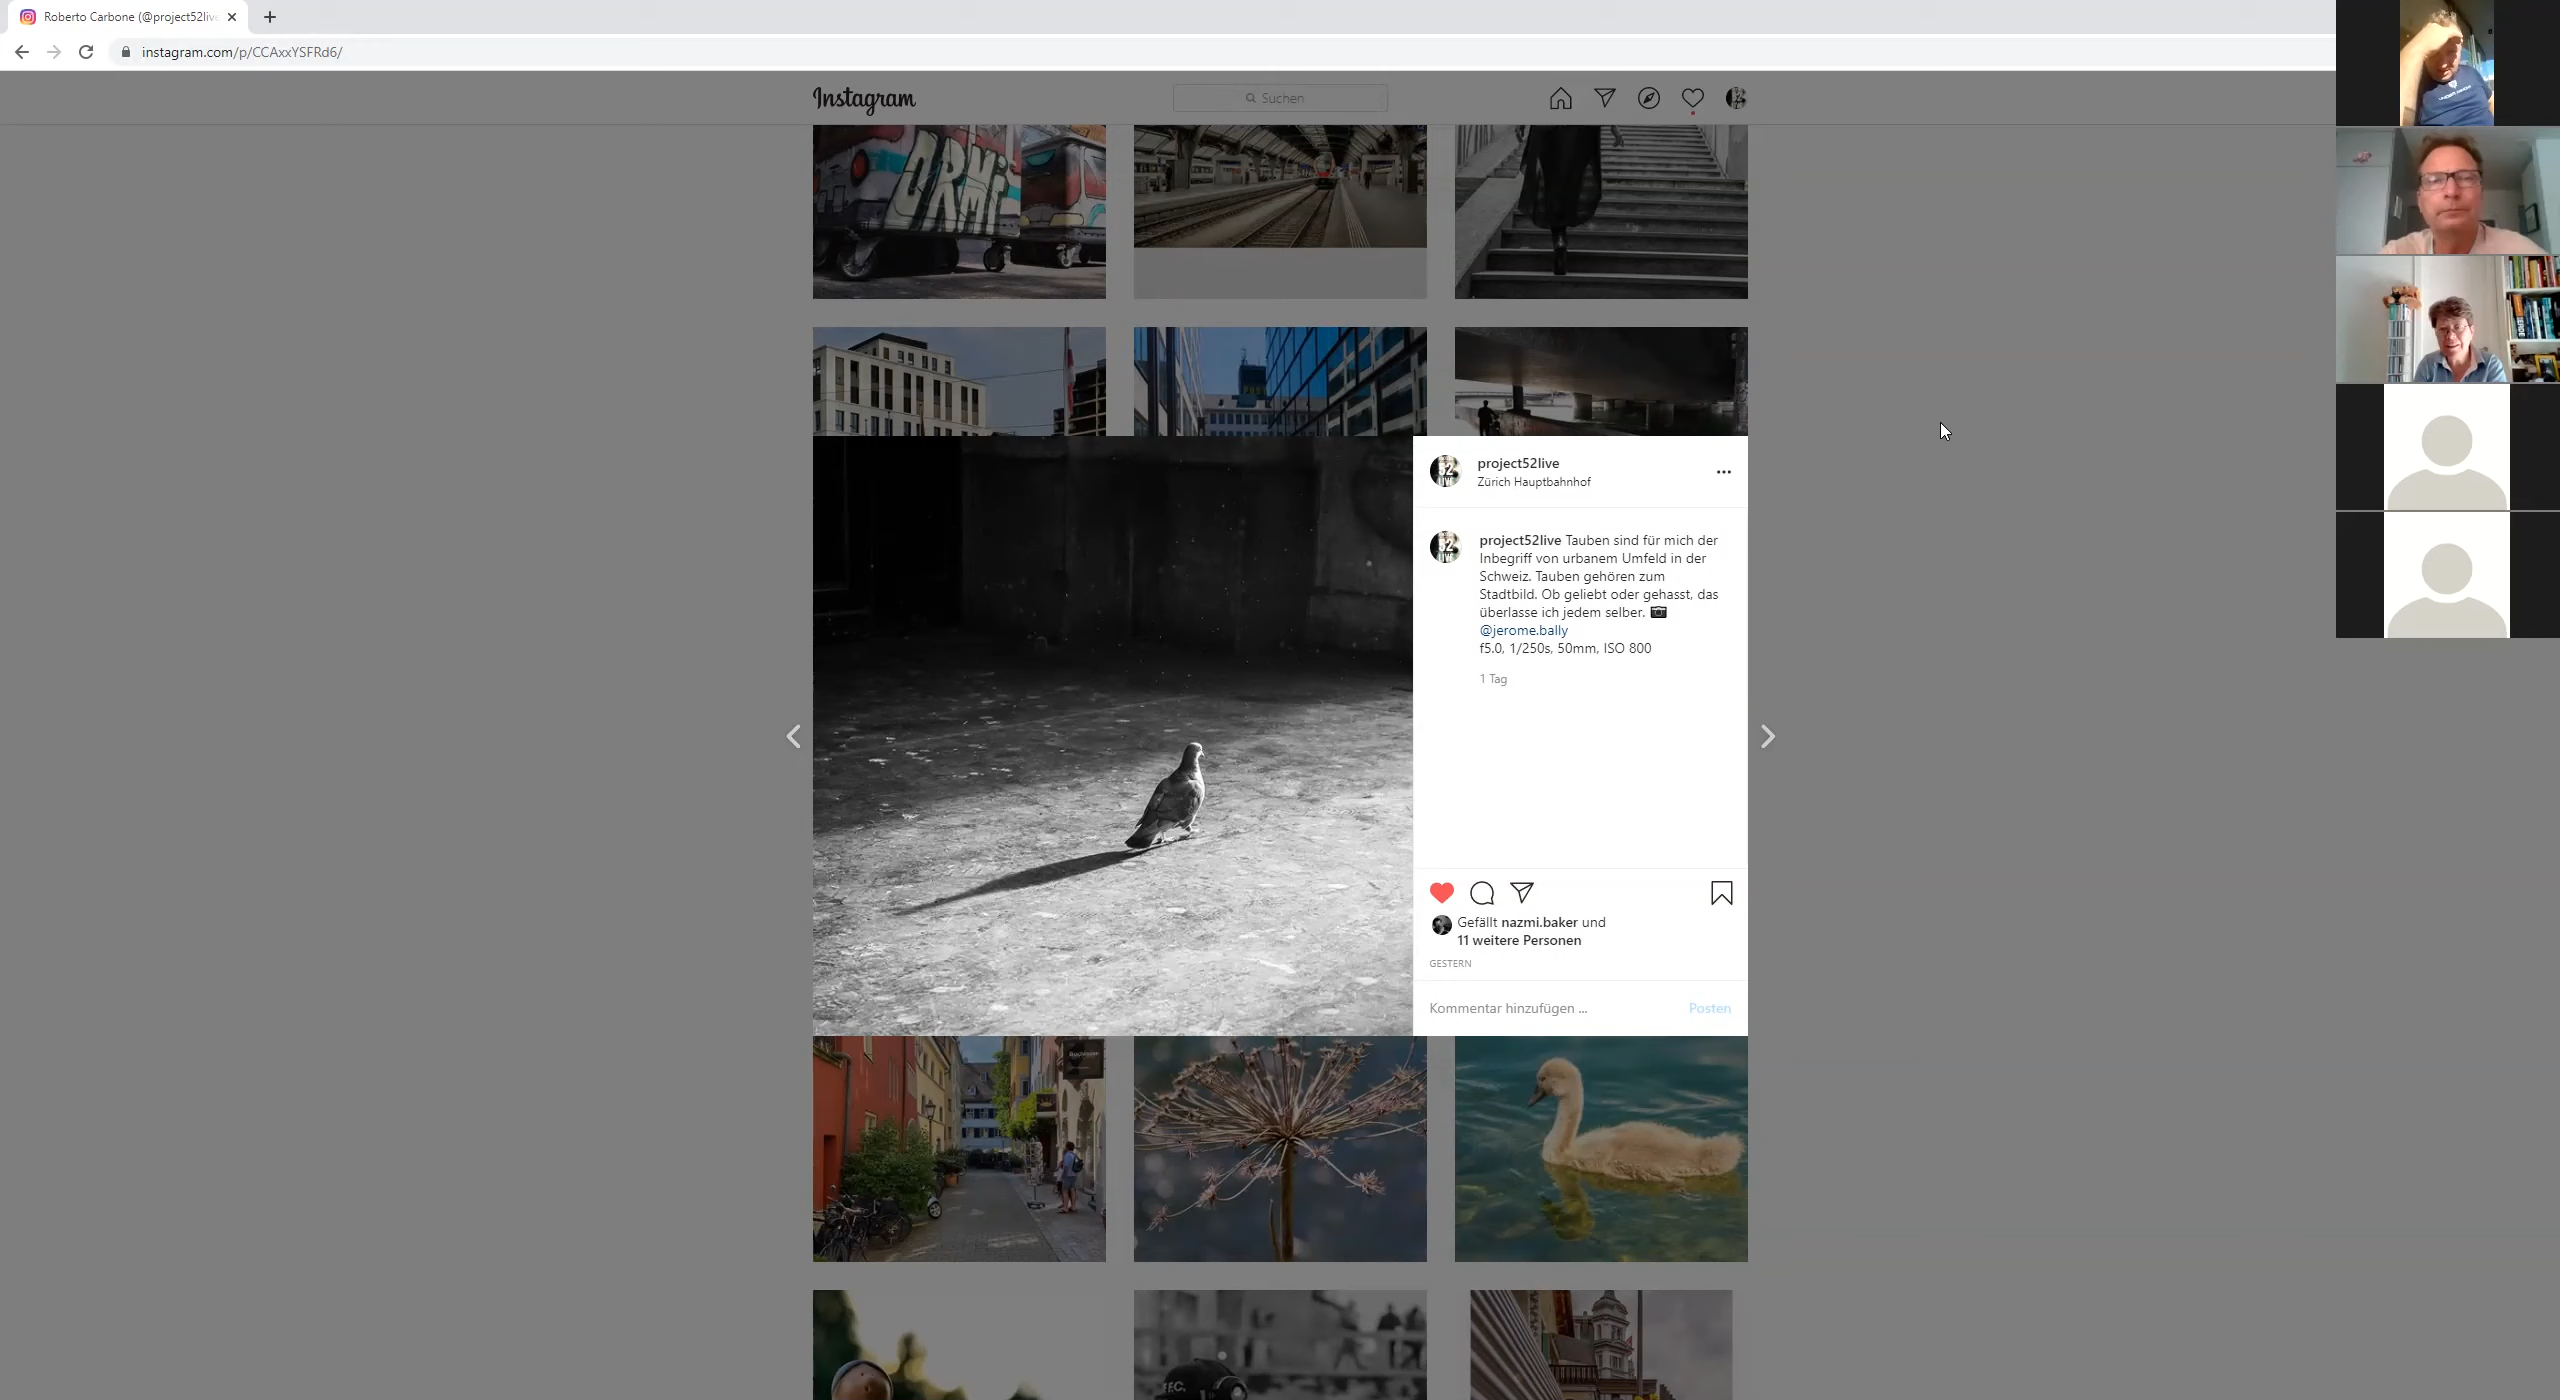 Roberto Carbone (@project52live
instagram.com/p/CCAxxYSFRd6/
Instagram
Suchen
ORMi
project52live
Zürich Hauptbahnhof
project52live Tauben sind für mich der
Inbegriff von urbanem Umfeld in der
Schweiz. Tauben gehören zum
Stadtbild. Ob geliebt oder gehasst, das
überlasse ich jedem selber. 📷
@jerome.bally
f5.0, 1/250s, 50mm, ISO 800
1 Tag
Gefällt nazmi.baker und
11 weitere Personen
GESTERN
Kommentar hinzufügen ...
Posten